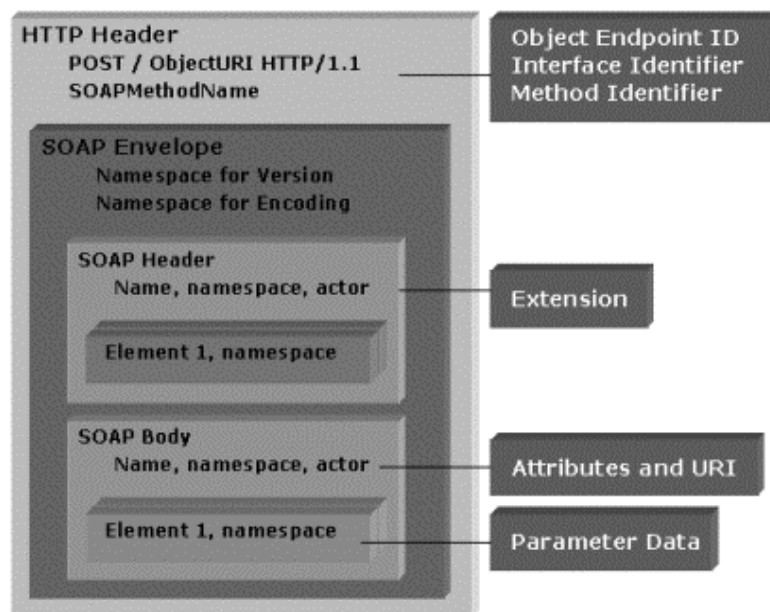 HTTP Header
POST / ObjectURI HTTP/1.1
SOAPMethodName
Object Endpoint ID
Interface Identifier
Method Identifier
SOAP Envelope
Namespace for Version
Namespace for Encoding
SOAP Header
Name, namespace, actor
Extension
Element 1, namespace
SOAP Body
Name, namespace, actor
Attributes and URI
Element 1, namespace
Parameter Data